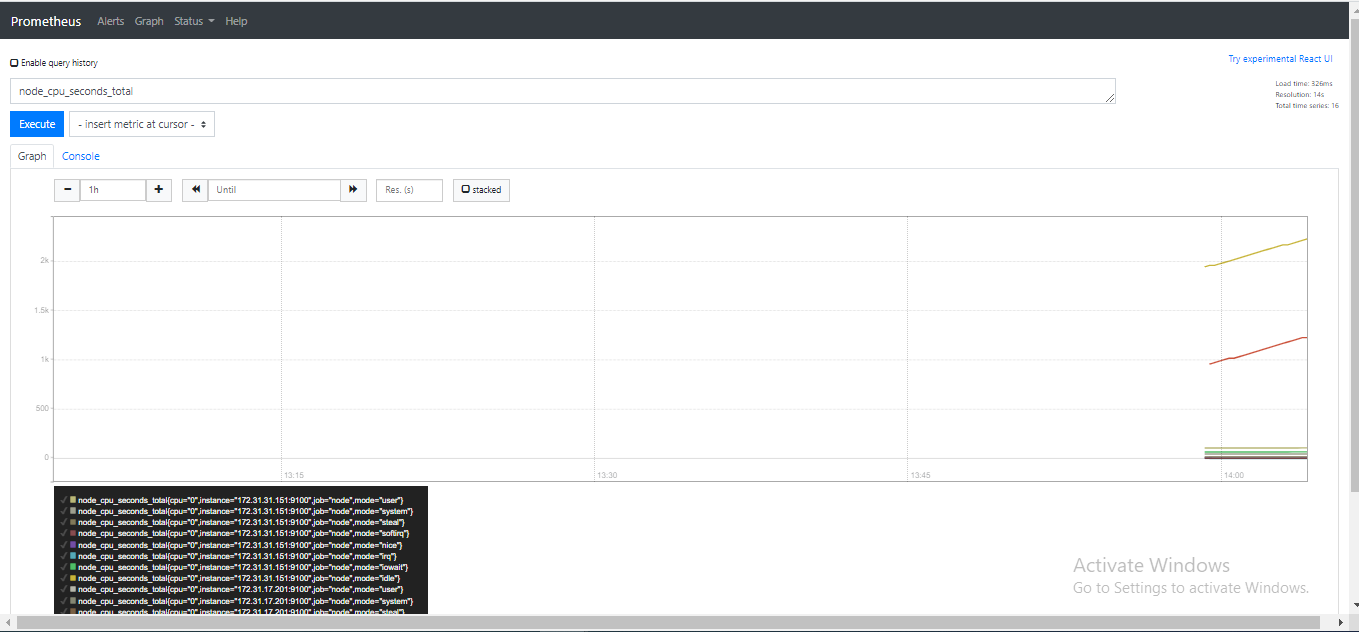 Prometheus Alerts Graph Status Help
Enable query history
Try experimental React UI
node_cpu_seconds_total
Load time: 326ms
Resolution: 14s
Total time series: 16
Execute - insert metric at cursor -
Graph Console
− 1h + Until Res. (s) stacked
2k
1.5k
1k
500
0
13:15 13:30 13:45 14:00
node_cpu_seconds_total{cpu="0",instance="172.31.31.151:9100",job="node",mode="user"}
node_cpu_seconds_total{cpu="0",instance="172.31.31.151:9100",job="node",mode="system"}
node_cpu_seconds_total{cpu="0",instance="172.31.31.151:9100",job="node",mode="steal"}
node_cpu_seconds_total{cpu="0",instance="172.31.31.151:9100",job="node",mode="softirq"}
node_cpu_seconds_total{cpu="0",instance="172.31.31.151:9100",job="node",mode="nice"}
node_cpu_seconds_total{cpu="0",instance="172.31.31.151:9100",job="node",mode="irq"}
node_cpu_seconds_total{cpu="0",instance="172.31.31.151:9100",job="node",mode="iowait"}
node_cpu_seconds_total{cpu="0",instance="172.31.31.151:9100",job="node",mode="idle"}
node_cpu_seconds_total{cpu="0",instance="172.31.17.201:9100",job="node",mode="user"}
node_cpu_seconds_total{cpu="0",instance="172.31.17.201:9100",job="node",mode="system"}
node_cpu_seconds_total{cpu="0",instance="172.31.17.201:9100",job="node",mode="steal"}
Activate Windows
Go to Settings to activate Windows.